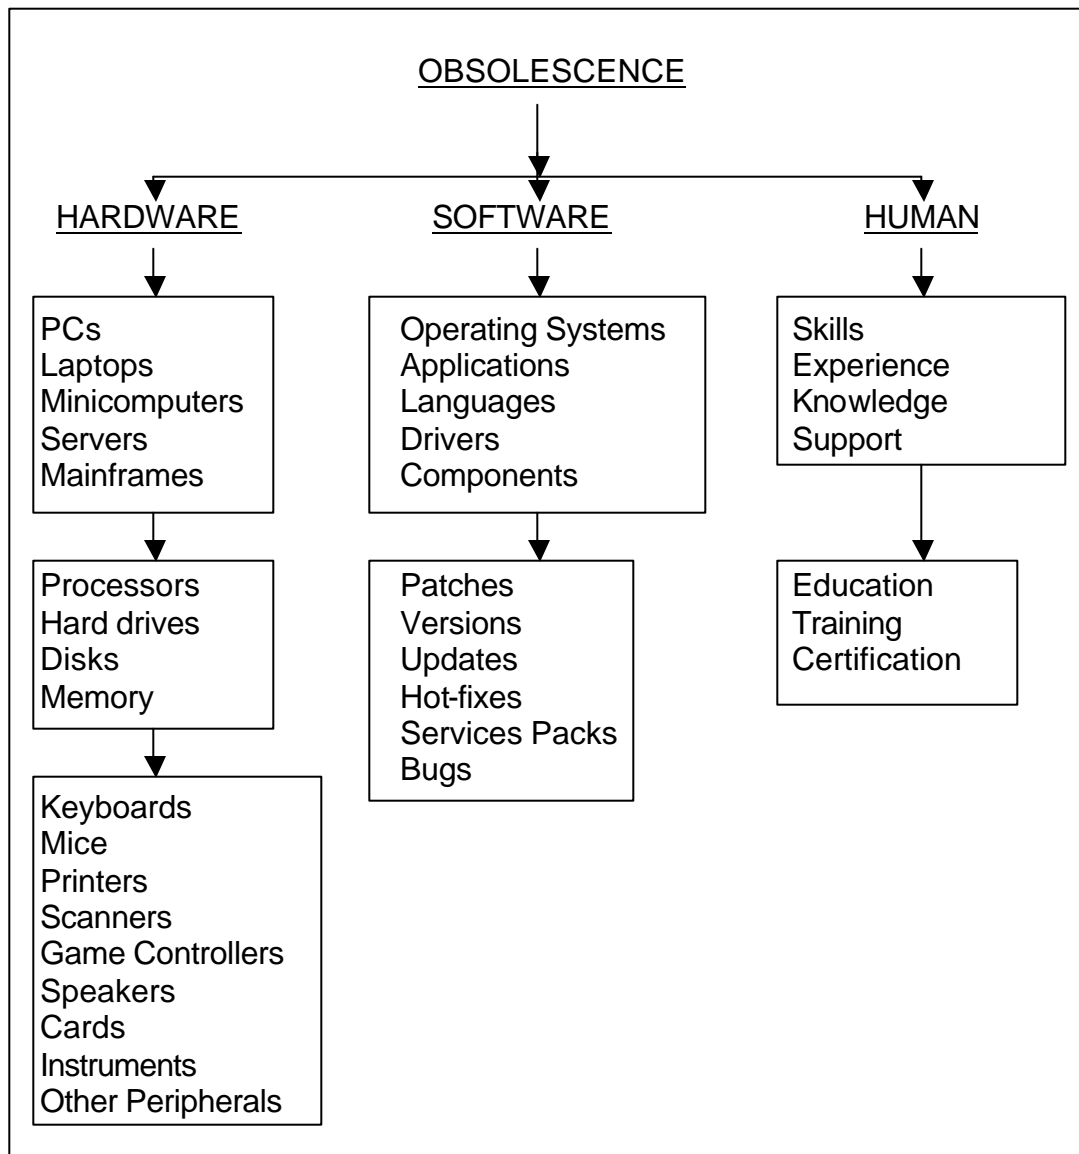 OBSOLESCENCE
HARDWARE
SOFTWARE
HUMAN
PCs
Laptops
Minicomputers
Servers
Mainframes
Processors
Hard drives
Disks
Memory
Keyboards
Mice
Printers
Scanners
Game Controllers
Speakers
Cards
Instruments
Other Peripherals
Operating Systems
Applications
Languages
Drivers
Components
Patches
Versions
Updates
Hot-fixes
Services Packs
Bugs
Skills
Experience
Knowledge
Support
Education
Training
Certification